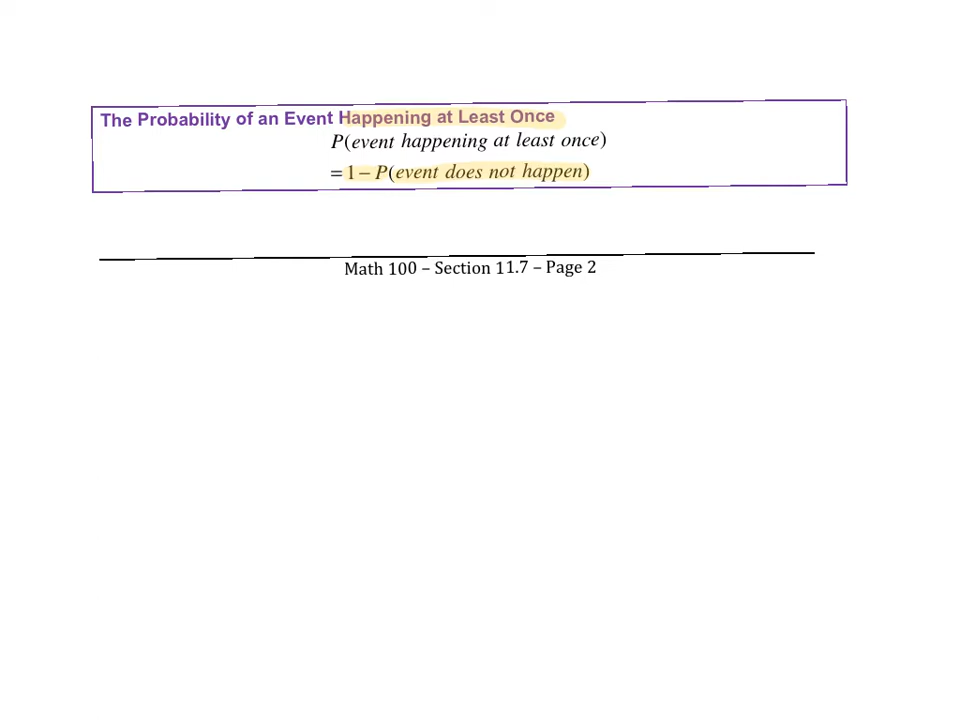 The Probability of an Event Happening at Least Once
P(event happening at least once)
= 1 − P(event does not happen)
Math 100 – Section 11.7 – Page 2